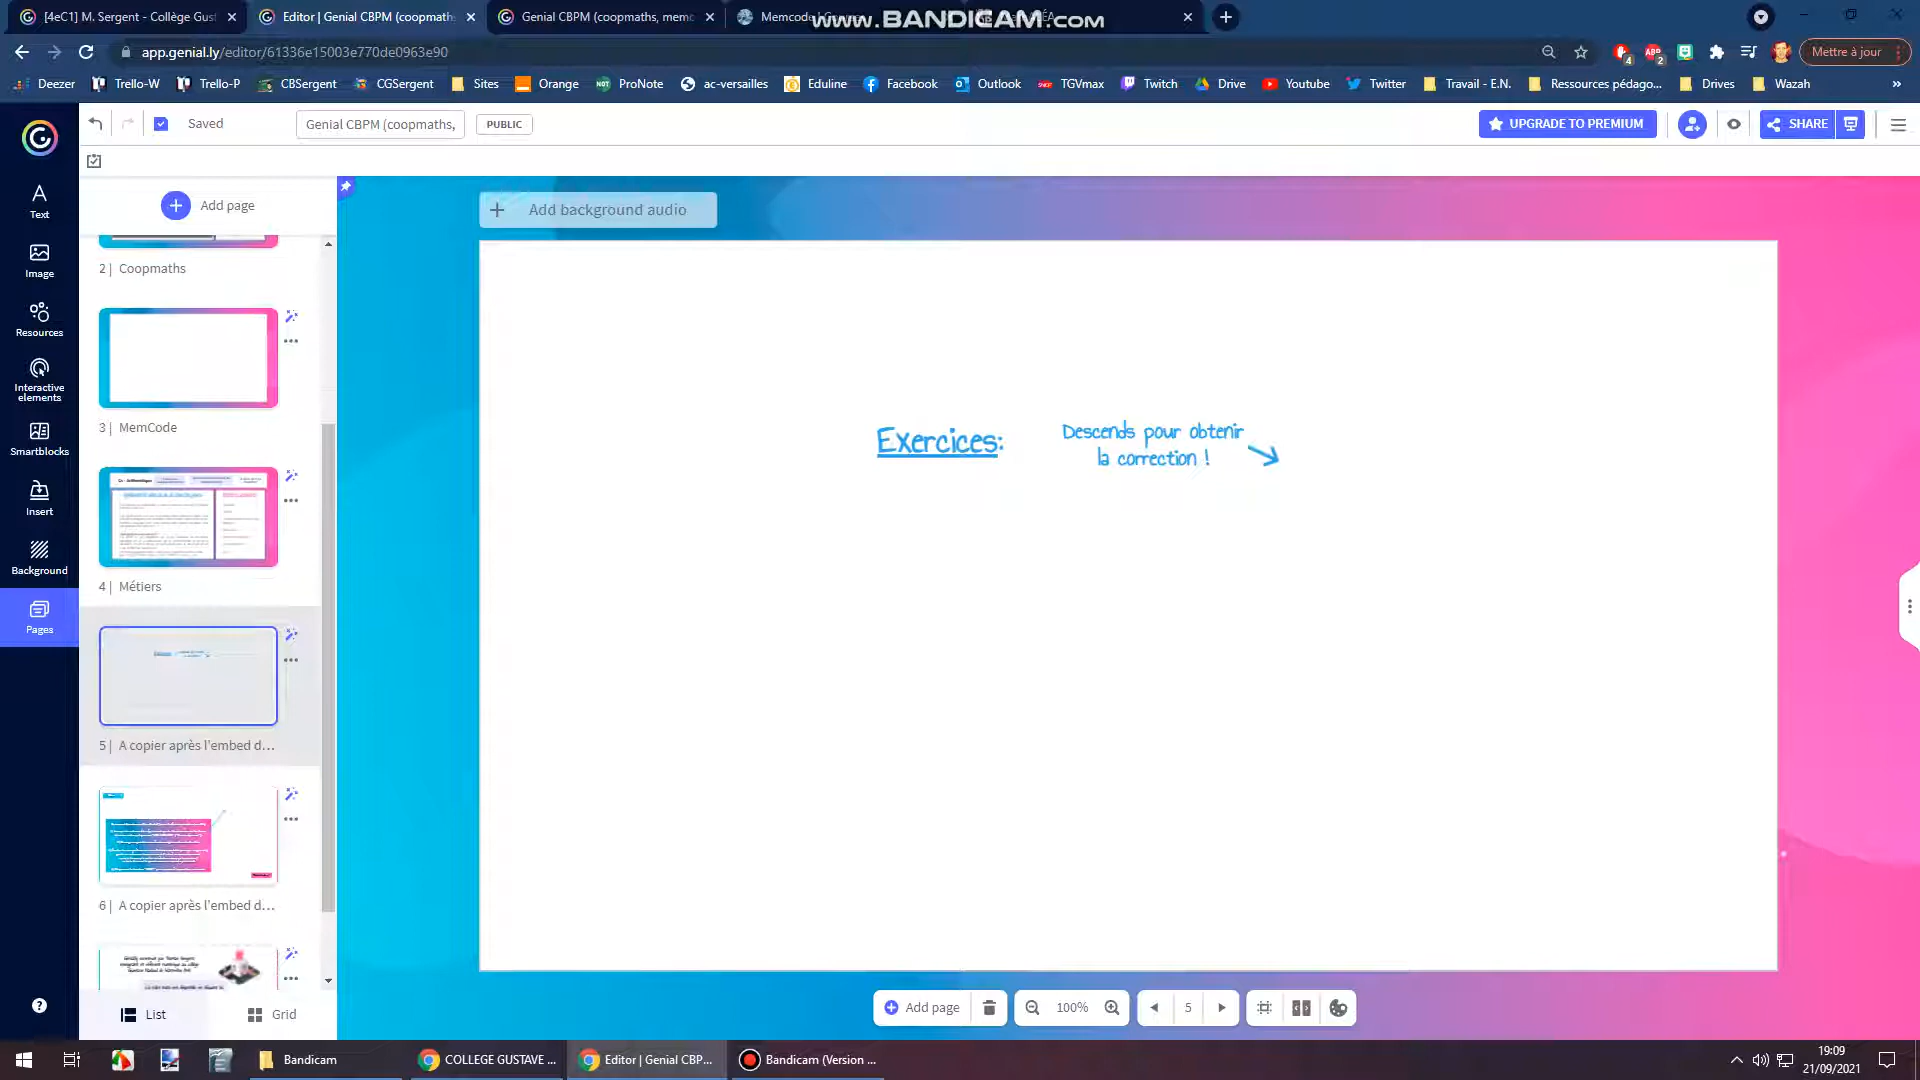 [4eC1] M. Sergent - Collège Gus
Editor | Genial CBPM (coopmath
Genial CBPM (coopmaths, mem
Memcode |
www.BANDICAM.com
app.genial.ly/editor/61336e15003e770de0963e90
Mettre à jour
4
2
Deezer
Trello-W
Trello-P
CBSergent
CGSergent
Sites
Orange
ProNote
ac-versailles
Eduline
Facebook
Outlook
TGVmax
Twitch
Drive
Youtube
Twitter
Travail - E.N.
Ressources pédago...
Drives
Wazah
»
Saved
Genial CBPM (coopmaths,
PUBLIC
UPGRADE TO PREMIUM
SHARE
Text
Image
Resources
Interactive
elements
Smartblocks
Insert
Background
Pages
Add page
2 | Coopmaths
3 | MemCode
4 | Métiers
5 | A copier après l'embed d...
6 | A copier après l'embed d...
List
Grid
Add background audio
Exercices:
Descends pour obtenir
la correction !
Add page
100%
5
Bandicam
COLLEGE GUSTAVE ...
Editor | Genial CBP...
Bandicam (Version ...
19:09
21/09/2021